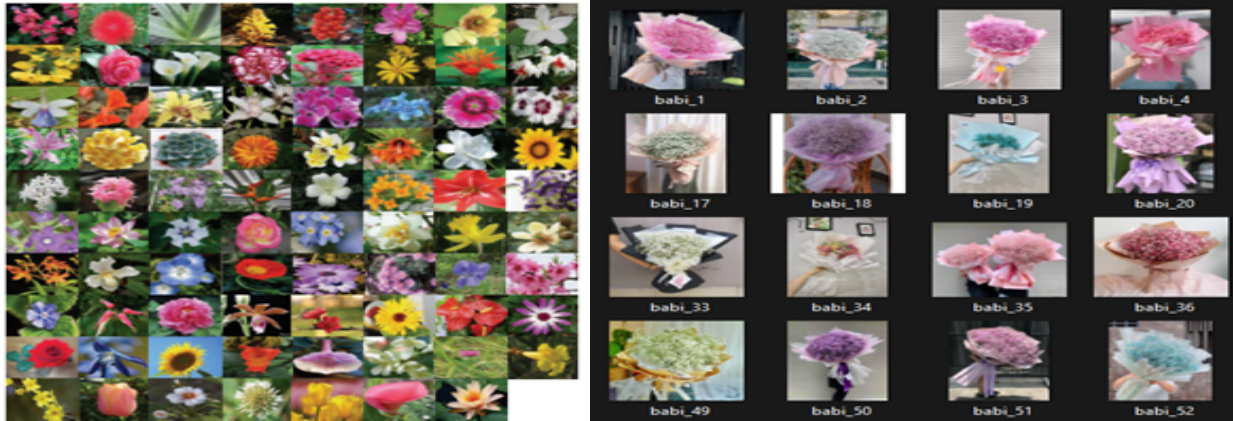 babi_1 babi_2 babi_3 babi_4
babi_17 babi_18 babi_19 babi_20
babi_33 babi_34 babi_35 babi_36
babi_49 babi_50 babi_51 babi_52